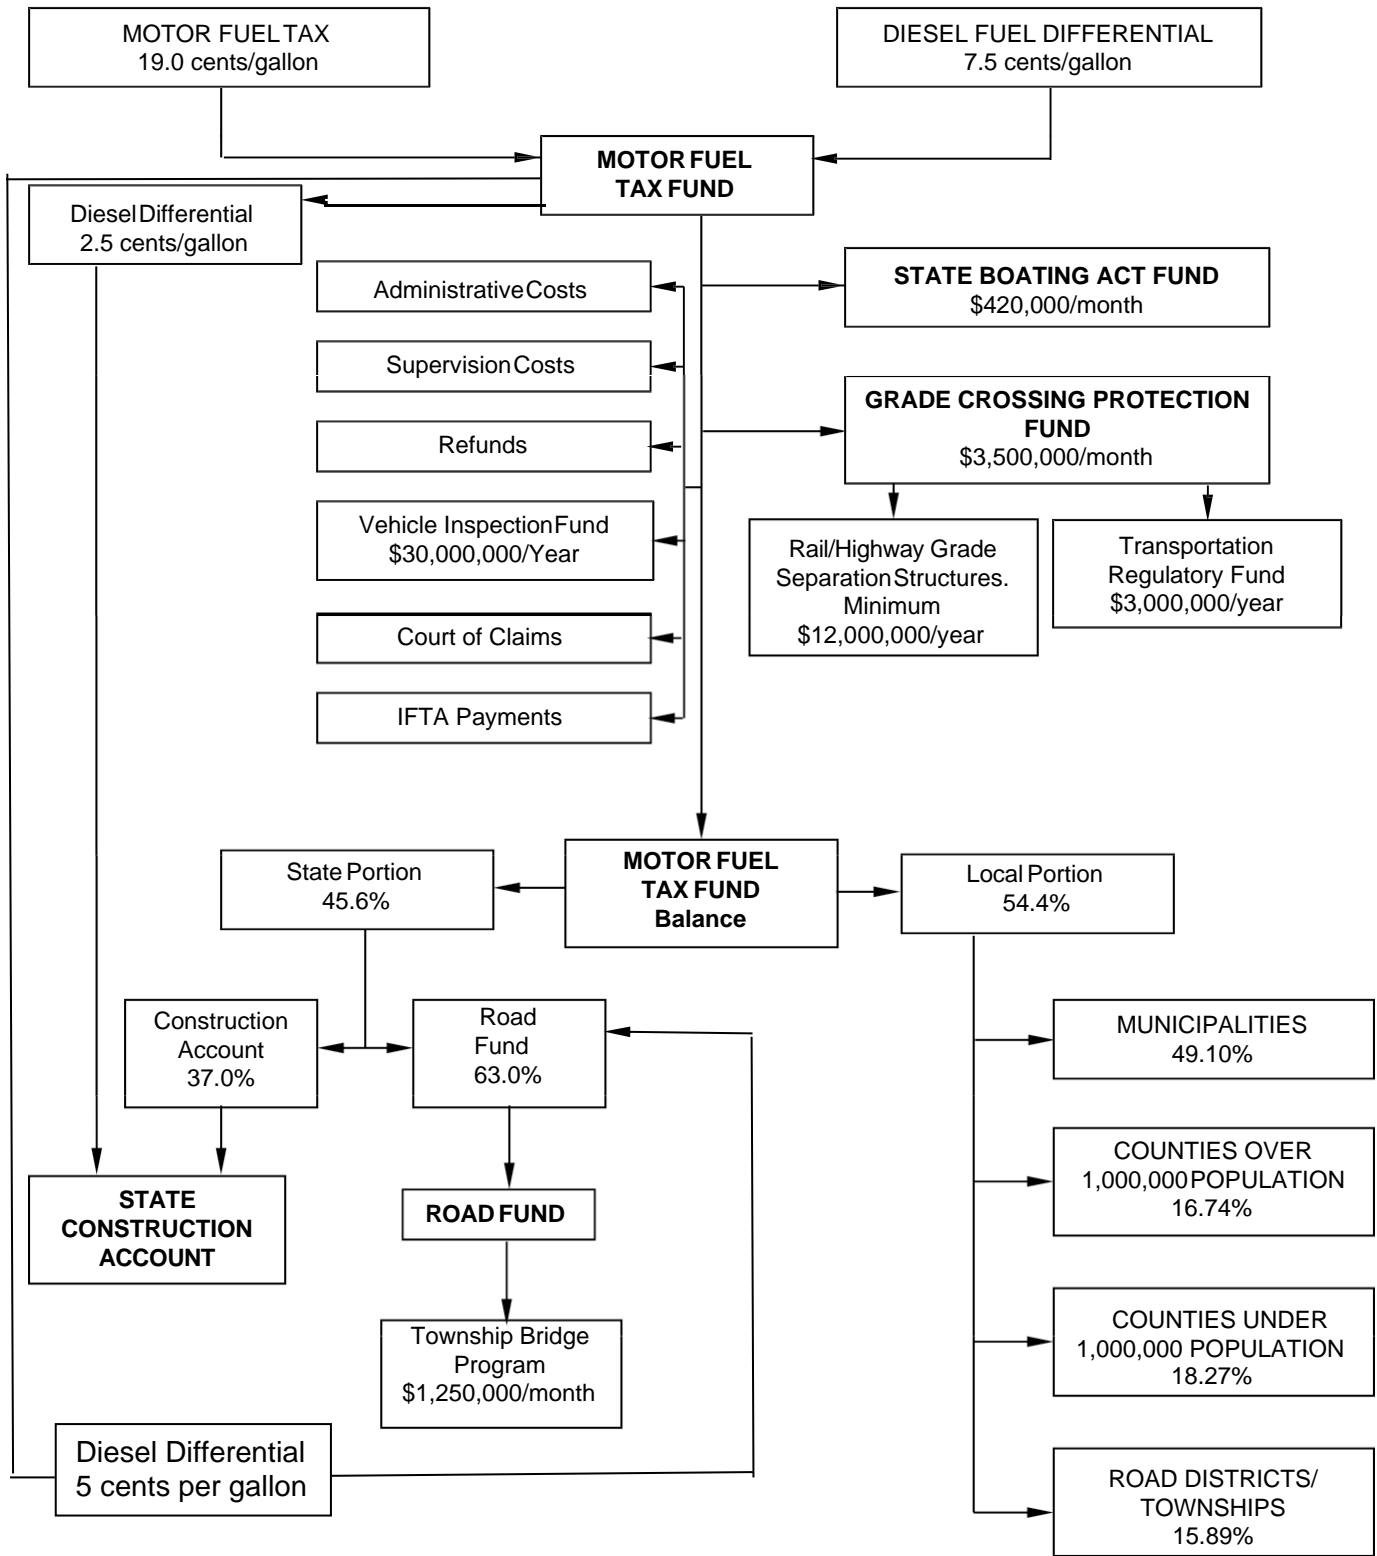 MOTOR FUEL TAX
19.0 cents/gallon
DIESEL FUEL DIFFERENTIAL
7.5 cents/gallon
MOTOR FUEL
TAX FUND
Diesel Differential
2.5 cents/gallon
Administrative Costs
STATE BOATING ACT FUND
$420,000/month
Supervision Costs
GRADE CROSSING PROTECTION
FUND
$3,500,000/month
Refunds
Vehicle Inspection Fund
$30,000,000/Year
Rail/Highway Grade
Separation Structures.
Minimum
$12,000,000/year
Transportation
Regulatory Fund
$3,000,000/year
Court of Claims
IFTA Payments
State Portion
45.6%
MOTOR FUEL
TAX FUND
Balance
Local Portion
54.4%
Construction
Account
37.0%
Road
Fund
63.0%
MUNICIPALITIES
49.10%
COUNTIES OVER
1,000,000 POPULATION
16.74%
STATE
CONSTRUCTION
ACCOUNT
ROAD FUND
COUNTIES UNDER
1,000,000 POPULATION
18.27%
Township Bridge
Program
$1,250,000/month
Diesel Differential
5 cents per gallon
ROAD DISTRICTS/
TOWNSHIPS
15.89%